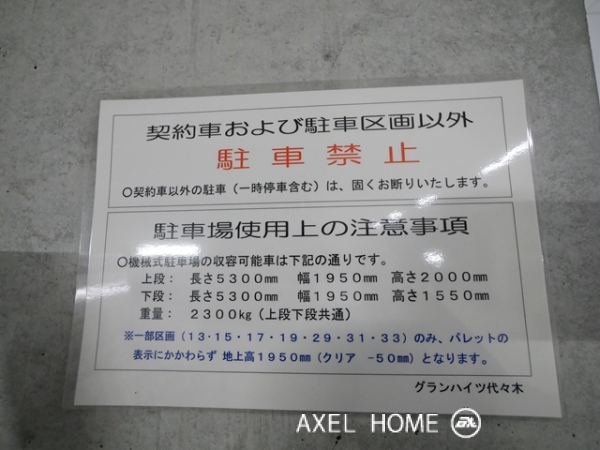 契約車および駐車区画以外
駐車禁止
○契約車以外の駐車(一時停車含む)は、固くお断りいたします。
駐車場使用上の注意事項
○機械式駐車場の収容可能車は下記の通りです。
上段: 長さ5300㎜ 幅1950㎜ 高さ2000㎜
下段: 長さ5300㎜ 幅1950㎜ 高さ1550㎜
重量: 2300㎏(上段下段共通)
※一部区画(13・15・17・19・29・31・33)のみ、パレットの
表示にかかわらず 地上高1950㎜(クリア -50㎜)となります。
グランハイツ代々木
AXEL HOME